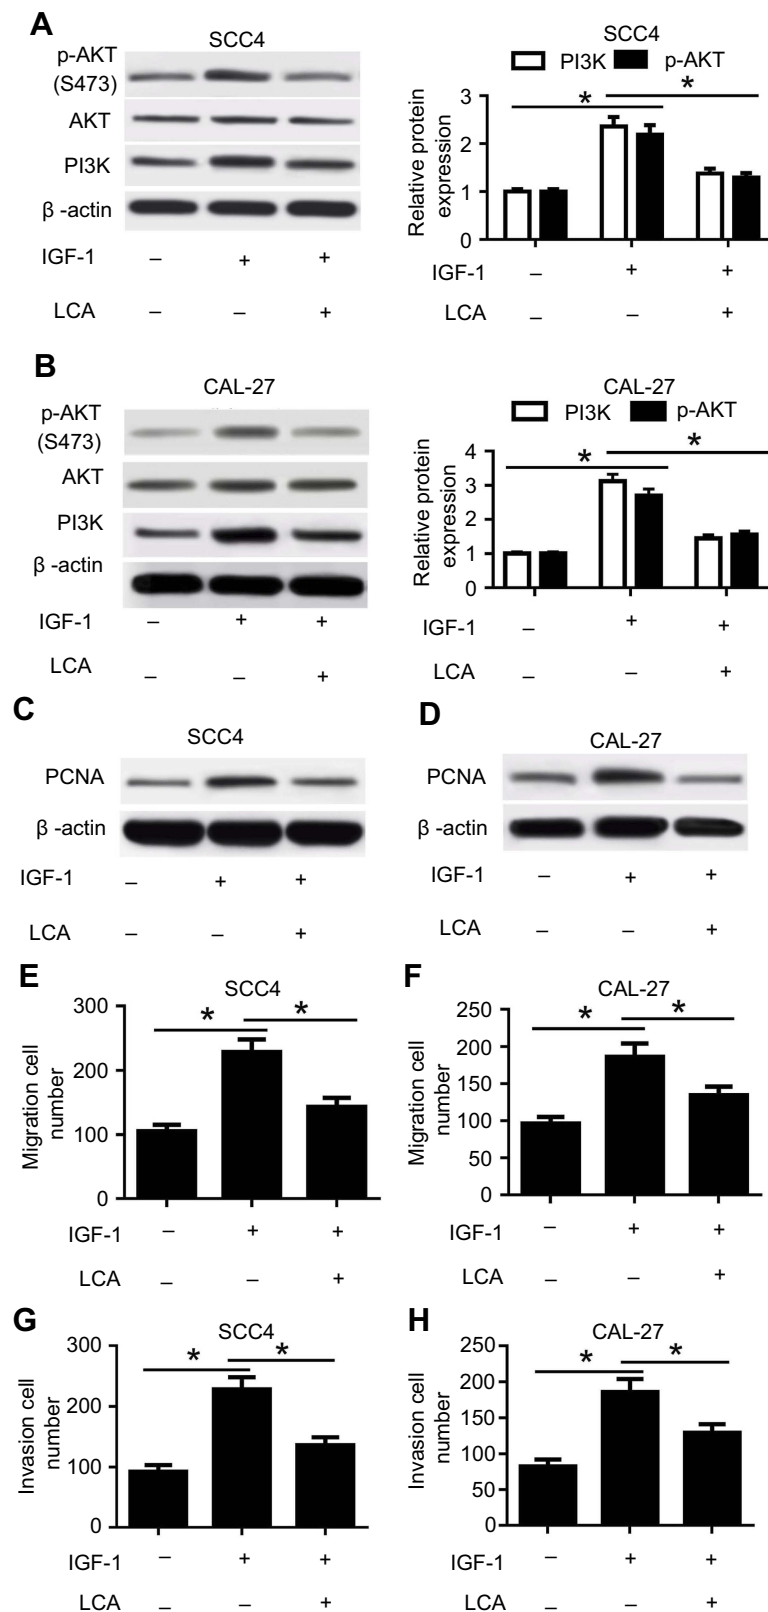 A
SCC4
p-AKT
(S473)
AKT
PI3K
β -actin
IGF-1 – + +
LCA – – +
SCC4
PI3K p-AKT
Relative protein
expression
3
2
1
0
* *
IGF-1 – + +
LCA – – +
B
CAL-27
p-AKT
(S473)
AKT
PI3K
β -actin
IGF-1 – + +
LCA – – +
CAL-27
PI3K p-AKT
Relative protein
expression
4
3
2
1
0
* *
IGF-1 – + +
LCA – – +
C
SCC4
PCNA
β -actin
IGF-1 – + +
LCA – – +
D
CAL-27
PCNA
β -actin
IGF-1 – + +
LCA – – +
E
SCC4
Migration cell
number
300
200
100
0
* *
IGF-1 – + +
LCA – – +
F
CAL-27
Migration cell
number
250
200
150
100
50
0
* *
IGF-1 – + +
LCA – – +
G
SCC4
Invasion cell
number
300
200
100
0
* *
IGF-1 – + +
LCA – – +
H
CAL-27
Invasion cell
number
250
200
150
100
50
0
* *
IGF-1 – + +
LCA – – +